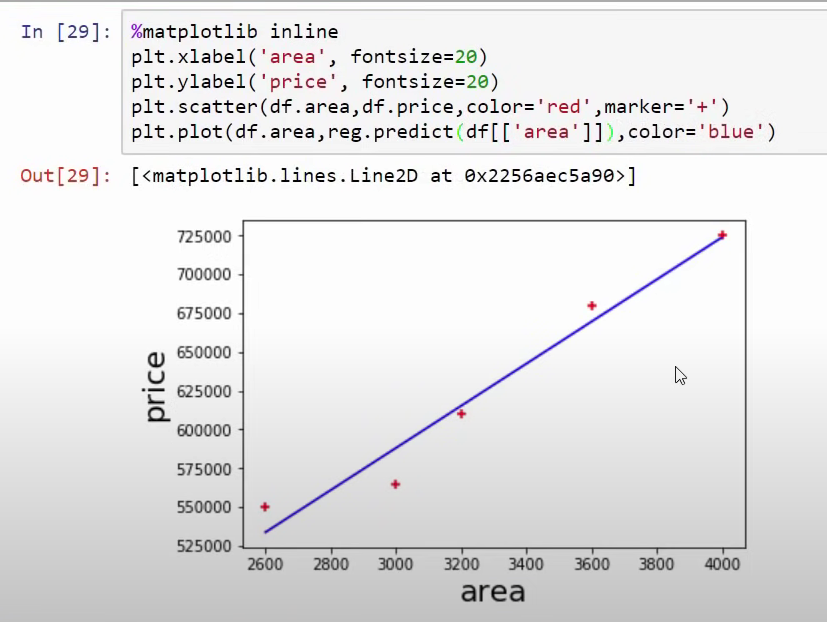 In [29]: %matplotlib inline
plt.xlabel('area', fontsize=20)
plt.ylabel('price', fontsize=20)
plt.scatter(df.area,df.price,color='red',marker='+')
plt.plot(df.area,reg.predict(df[['area']]),color='blue')
Out[29]: [<matplotlib.lines.Line2D at 0x2256aec5a90>]
725000
700000
675000
650000
625000
600000
575000
550000
525000
price
2600 2800 3000 3200 3400 3600 3800 4000
area